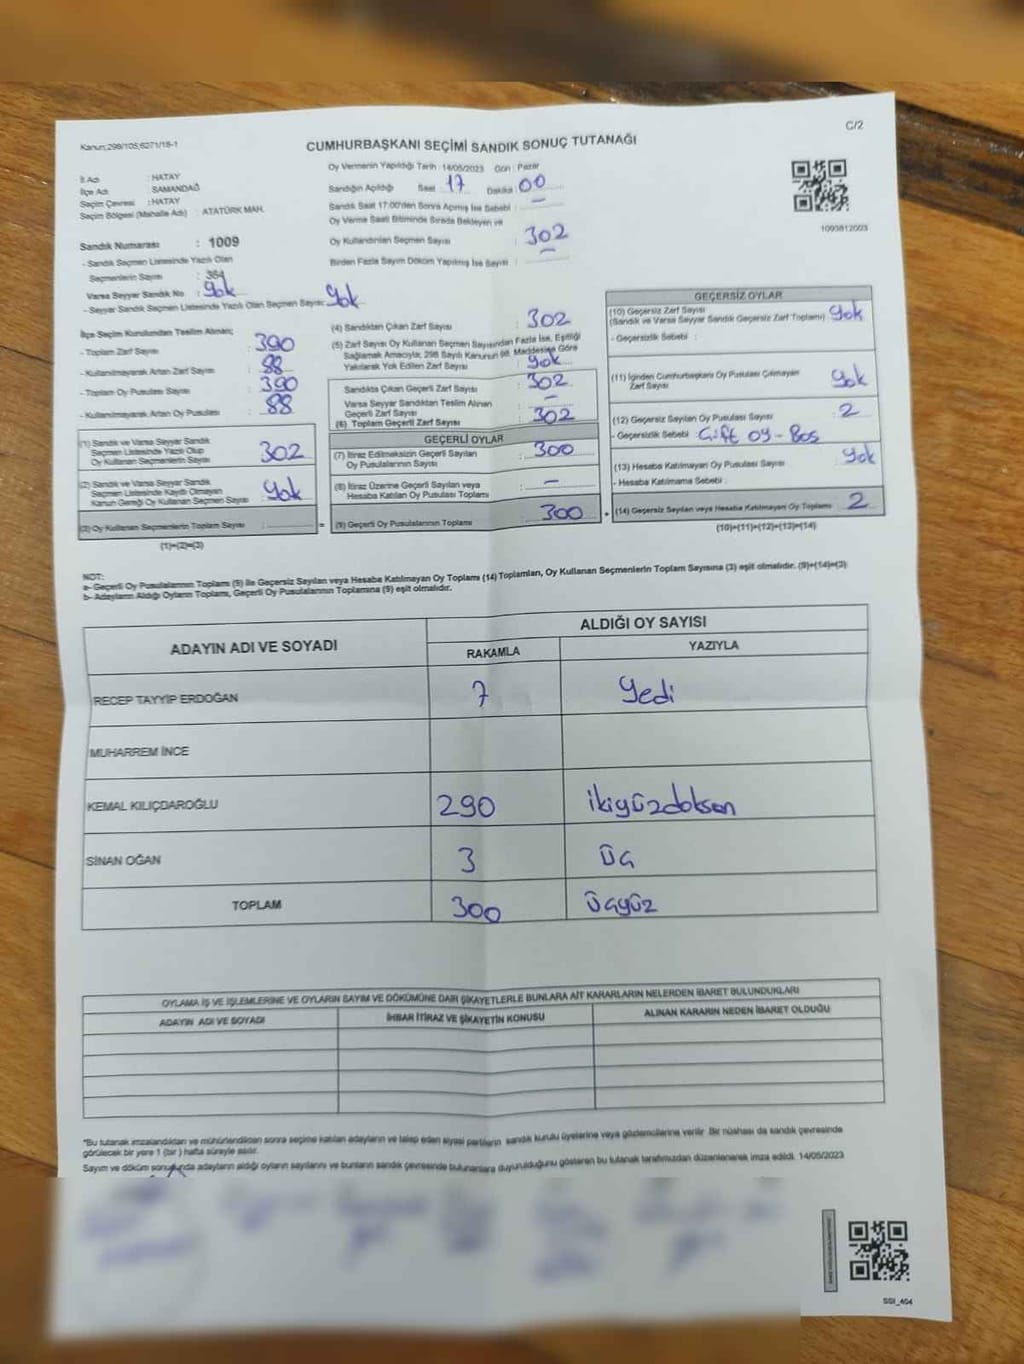 Kanun;298/105,6271/18-1
C/2
CUMHURBAŞKANI SEÇİMİ SANDIK SONUÇ TUTANAĞI
İl Adı : HATAY
İlçe Adı : SAMANDAĞ
Seçim Çevresi : HATAY
Seçim Bölgesi (Mahalle Adı) : ATATÜRK MAH.
Sandık Numarası : 1009
- Sandık Seçmen Listesinde Yazılı Olan
Seçmenlerin Sayısı : 384
Varsa Seyyar Sandık No : Yok
- Seyyar Sandık Seçmen Listesinde Yazılı Olan Seçmen Sayısı: Yok
Oy Vermenin Yapıldığı Tarih : 14/05/2023 Gün : Pazar
Sandığın Açıldığı Saat 17 Dakika 00
Sandık Saat 17:00'den Sonra Açılmış İse Sebebi : —
Oy Verme Saati Bitiminde Sırada Bekleyen ve
Oy Kullandırılan Seçmen Sayısı : 302
Birden Fazla Sayım Döküm Yapılmış İse Sayısı : —
1093812003
İlçe Seçim Kurulundan Teslim Alınan;
- Toplam Zarf Sayısı : 390
- Kullanılmayarak Artan Zarf Sayısı : 88
- Toplam Oy Pusulası Sayısı : 390
- Kullanılmayarak Artan Oy Pusulası : 88
(1) Sandık ve Varsa Seyyar Sandık
Seçmen Listesinde Yazılı Olup
Oy Kullanan Seçmenlerin Sayısı : 302
(2) Sandık ve Varsa Seyyar Sandık
Seçmen Listesinde Kayıtlı Olmayan
Kanun Gereği Oy Kullanan Seçmen Sayısı : Yok
(3) Oy Kullanan Seçmenlerin Toplam Sayısı : =
(1)+(2)=(3)
(4) Sandıktan Çıkan Zarf Sayısı : 302
(5) Zarf Sayısı Oy Kullanan Seçmen Sayısından Fazla İse, Eşitliği
Sağlamak Amacıyla; 298 Sayılı Kanunun 98. Maddesine Göre
Yakılarak Yok Edilen Zarf Sayısı : Yok
Sandıkta Çıkan Geçerli Zarf Sayısı : 302
Varsa Seyyar Sandıktan Teslim Alınan
Geçerli Zarf Sayısı : —
(6) Toplam Geçerli Zarf Sayısı : 302
GEÇERLİ OYLAR
(7) İtiraz Edilmeksizin Geçerli Sayılan
Oy Pusulalarının Sayısı : 300
(8) İtiraz Üzerine Geçerli Sayılan veya
Hesaba Katılan Oy Pusulası Toplamı : —
(9) Geçerli Oy Pusulalarının Toplamı : 300 +
GEÇERSİZ OYLAR
(10) Geçersiz Zarf Sayısı
(Sandık ve Varsa Seyyar Sandık Geçersiz Zarf Toplamı) : Yok
- Geçersizlik Sebebi :
(11) İçinden Cumhurbaşkanı Oy Pusulası Çıkmayan
Zarf Sayısı : Yok
(12) Geçersiz Sayılan Oy Pusulası Sayısı : 2
- Geçersizlik Sebebi : Çift oy - Boş
(13) Hesaba Katılmayan Oy Pusulası Sayısı : Yok
- Hesaba Katılmama Sebebi :
(14) Geçersiz Sayılan veya Hesaba Katılmayan Oy Toplamı : 2
(10)+(11)+(12)+(13)=(14)
NOT:
a- Geçerli Oy Pusulalarının Toplamı (9) ile Geçersiz Sayılan veya Hesaba Katılmayan Oy Toplamı (14) Toplamları, Oy Kullanan Seçmenlerin Toplam Sayısına (3) eşit olmalıdır. (9)+(14)=(3)
b- Adayların Aldığı Oyların Toplamı, Geçerli Oy Pusulalarının Toplamına (9) eşit olmalıdır.
ADAYIN ADI VE SOYADI
ALDIĞI OY SAYISI
RAKAMLA YAZIYLA
RECEP TAYYİP ERDOĞAN 7 Yedi
MUHARREM İNCE
KEMAL KILIÇDAROĞLU 290 ikiyüzdoksan
SİNAN OĞAN 3 Üç
TOPLAM 300 Üçyüz
OYLAMA İŞ VE İŞLEMLERİNE VE OYLARIN SAYIM VE DÖKÜMÜNE DAİR ŞİKAYETLERLE BUNLARA AİT KARARLARIN NELERDEN İBARET BULUNDUKLARI
ADAYIN ADI VE SOYADI İHBAR İTİRAZ VE ŞİKAYETİN KONUSU ALINAN KARARIN NEDEN İBARET OLDUĞU
*Bu tutanak imzalandıktan ve mühürlendikten sonra seçime katılan adayların ve talep eden siyasi partilerin sandık kurulu üyelerine veya gözlemcilerine verilir. Bir nüshası da sandık çevresinde
görülecek bir yere 1 (bir) hafta süreyle asılır.
Sayım ve döküm sonucunda adayların aldığı oyların sayılarını ve bunların sandık çevresinde bulunanlara duyurulduğunu gösteren bu tutanak tarafımızdan düzenlenerek imza edildi. 14/05/2023
SSI_404